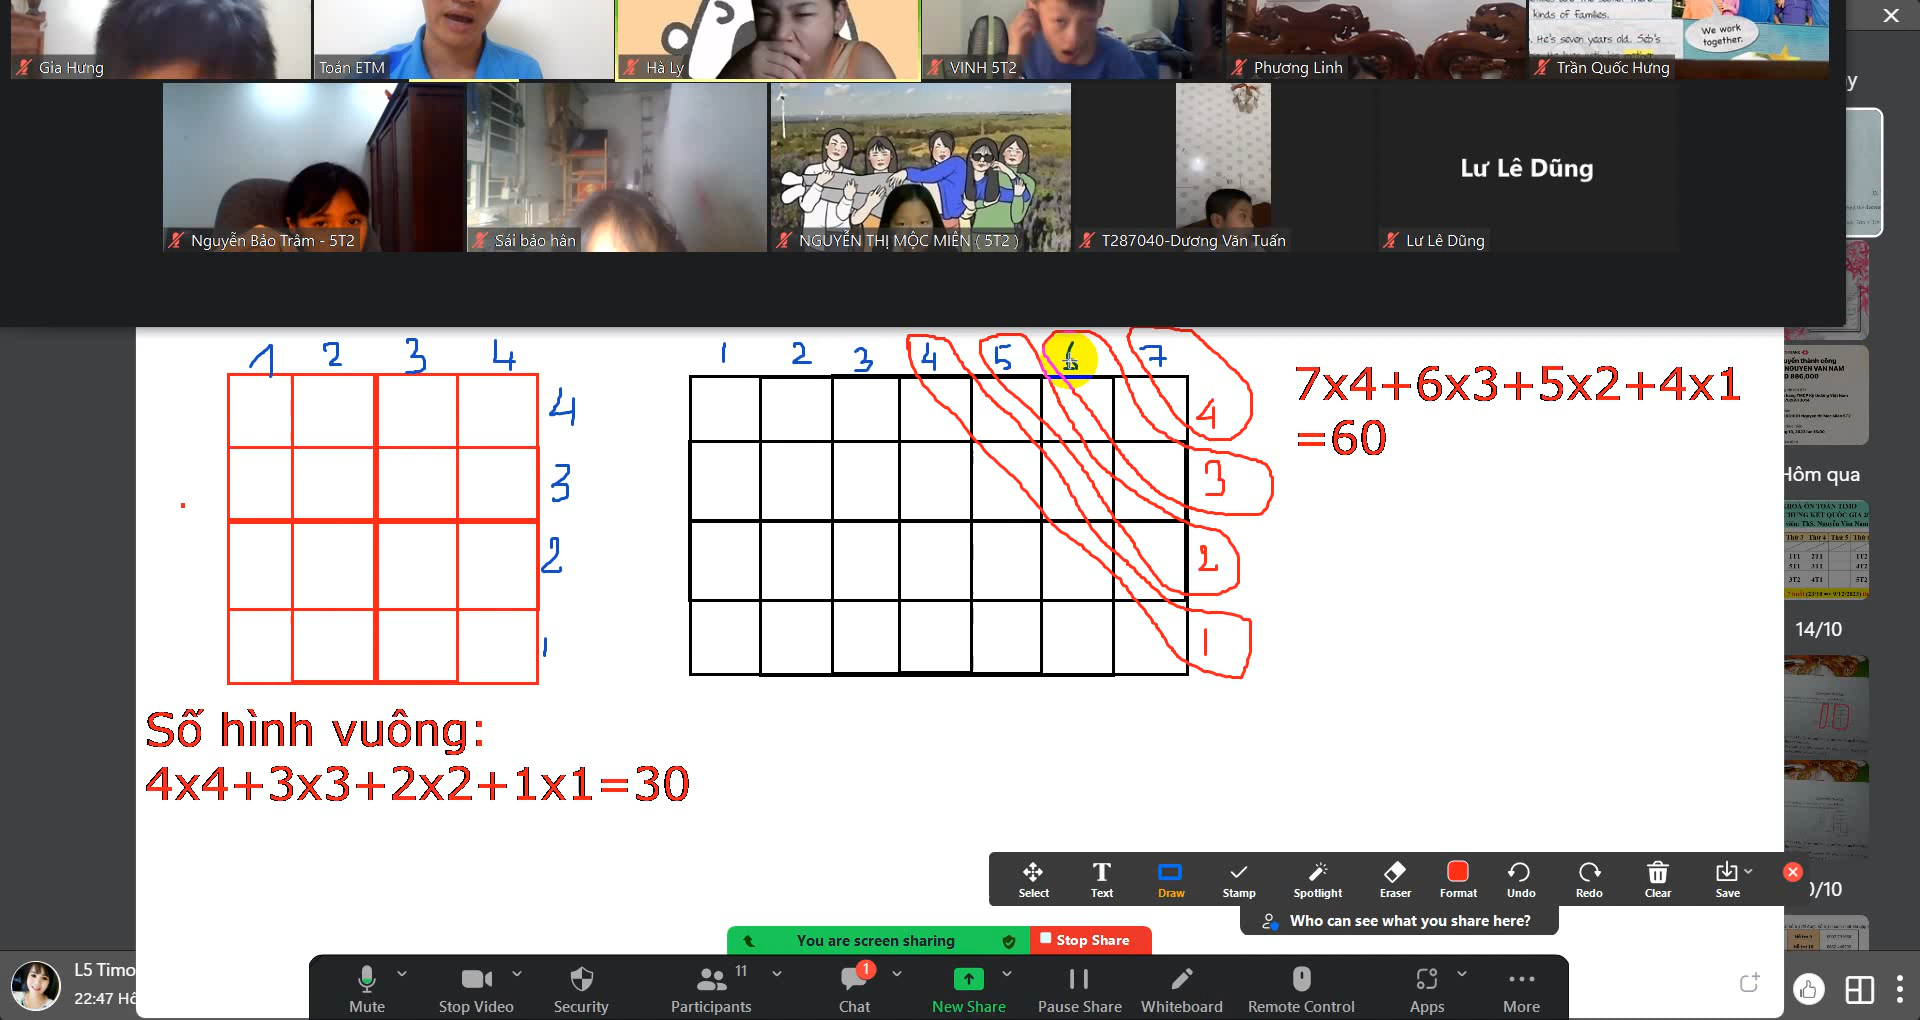 kinds of families.
He's seven years old. Seb's
We work
together.
Gia Hưng
Toán ETM
Hà Ly
VINH 5T2
Phương Linh
Trần Quốc Hưng
Lư Lê Dũng
Nguyễn Bảo Trâm - 5T2
Sái bảo hân
NGUYỄN THỊ MỘC MIÊN ( 5T2 )
T287040-Dương Văn Tuấn
Lư Lê Dũng
1 2 3 4
4
3
2
1
1 2 3 4 5 6 7
4
3
2
1
7x4+6x3+5x2+4x1
=60
Số hình vuông:
4x4+3x3+2x2+1x1=30
Hôm qua
14/10
0/10
Select
Text
Draw
Stamp
Spotlight
Eraser
Format
Undo
Redo
Clear
Save
Who can see what you share here?
You are screen sharing
Stop Share
L5 Timo
22:47
Mute
Stop Video
Security
Participants
11
Chat
1
New Share
Pause Share
Whiteboard
Remote Control
Apps
More